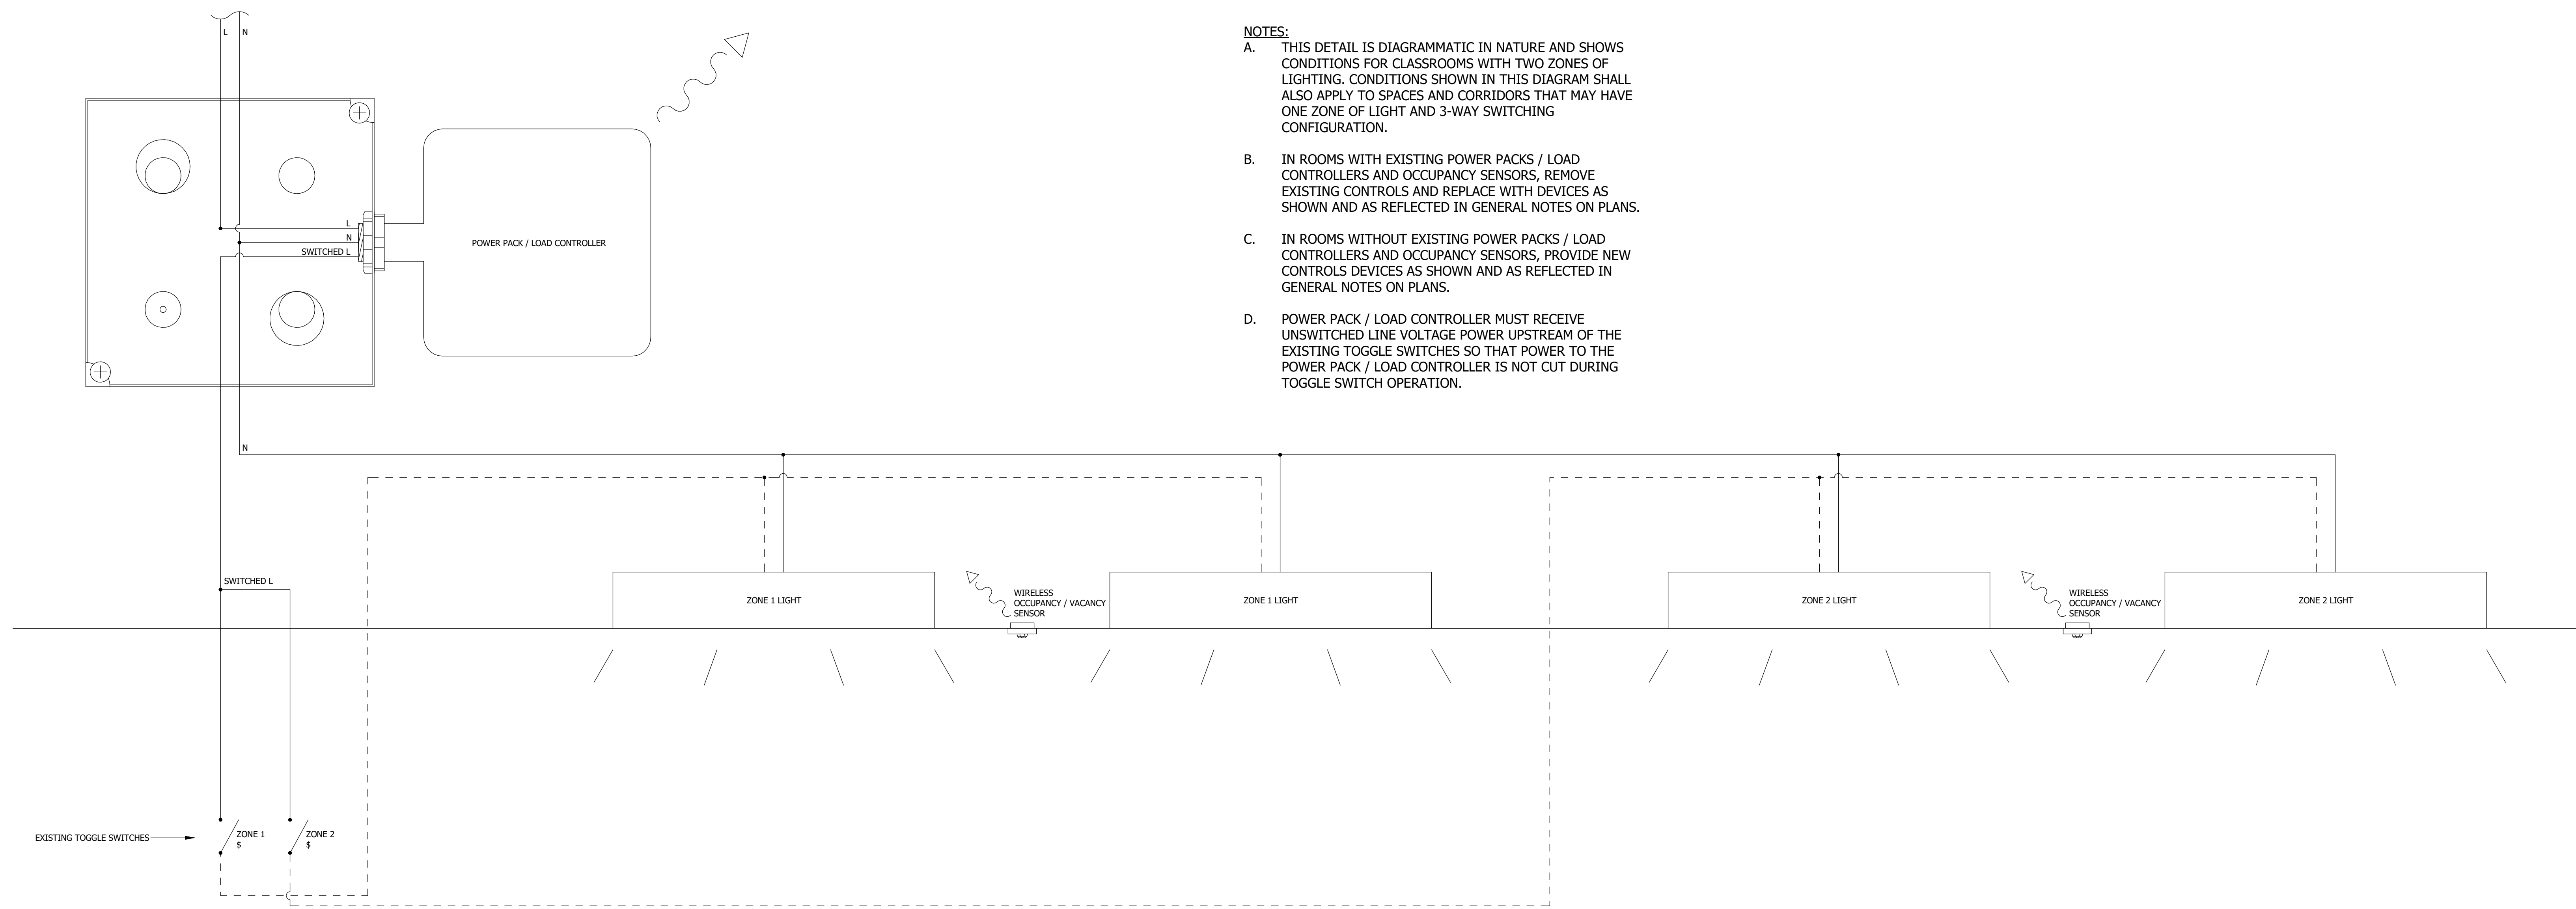 L N
NOTES:
A. THIS DETAIL IS DIAGRAMMATIC IN NATURE AND SHOWS
CONDITIONS FOR CLASSROOMS WITH TWO ZONES OF
LIGHTING. CONDITIONS SHOWN IN THIS DIAGRAM SHALL
ALSO APPLY TO SPACES AND CORRIDORS THAT MAY HAVE
ONE ZONE OF LIGHT AND 3-WAY SWITCHING
CONFIGURATION.
B. IN ROOMS WITH EXISTING POWER PACKS / LOAD
CONTROLLERS AND OCCUPANCY SENSORS, REMOVE
EXISTING CONTROLS AND REPLACE WITH DEVICES AS
SHOWN AND AS REFLECTED IN GENERAL NOTES ON PLANS.
C. IN ROOMS WITHOUT EXISTING POWER PACKS / LOAD
CONTROLLERS AND OCCUPANCY SENSORS, PROVIDE NEW
CONTROLS DEVICES AS SHOWN AND AS REFLECTED IN
GENERAL NOTES ON PLANS.
D. POWER PACK / LOAD CONTROLLER MUST RECEIVE
UNSWITCHED LINE VOLTAGE POWER UPSTREAM OF THE
EXISTING TOGGLE SWITCHES SO THAT POWER TO THE
POWER PACK / LOAD CONTROLLER IS NOT CUT DURING
TOGGLE SWITCH OPERATION.
L
N
SWITCHED L
POWER PACK / LOAD CONTROLLER
N
SWITCHED L
ZONE 1 LIGHT
WIRELESS
OCCUPANCY / VACANCY
SENSOR
ZONE 1 LIGHT
ZONE 2 LIGHT
WIRELESS
OCCUPANCY / VACANCY
SENSOR
ZONE 2 LIGHT
EXISTING TOGGLE SWITCHES
ZONE 1
$
ZONE 2
$